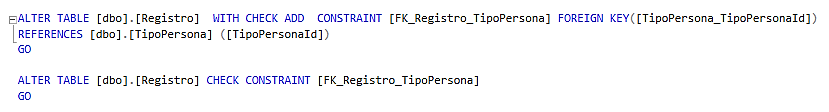 ALTER TABLE [dbo].[Registro]  WITH CHECK ADD  CONSTRAINT [FK_Registro_TipoPersona] FOREIGN KEY([TipoPersona_TipoPersonaId])
REFERENCES [dbo].[TipoPersona] ([TipoPersonaId])
GO

ALTER TABLE [dbo].[Registro] CHECK CONSTRAINT [FK_Registro_TipoPersona]
GO